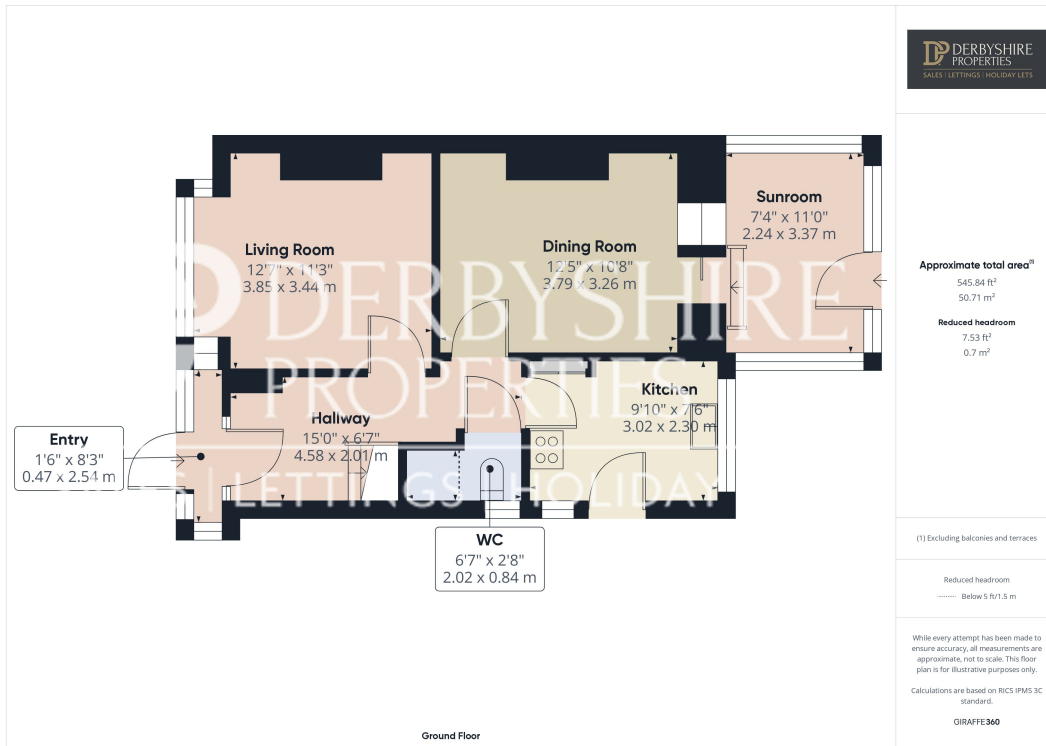 DP DERBYSHIRE
PROPERTIES
SALES | LETTINGS | HOLIDAY LETS
Living Room
12'7" x 11'3"
3.85 x 3.44 m
Dining Room
12'5" x 10'8"
3.79 x 3.26 m
Sunroom
7'4" x 11'0"
2.24 x 3.37 m
Kitchen
9'10" x 7'6"
3.02 x 2.30 m
Hallway
15'0" x 6'7"
4.58 x 2.01 m
Entry
1'6" x 8'3"
0.47 x 2.54 m
WC
6'7" x 2'8"
2.02 x 0.84 m
DERBYSHIRE
PROPERTIES
S | LETTINGS | HOLIDAY
Ground Floor
Approximate total area(1)
545.84 ft²
50.71 m²
Reduced headroom
7.53 ft²
0.7 m²
(1) Excluding balconies and terraces
Reduced headroom
Below 5 ft/1.5 m
While every attempt has been made to
ensure accuracy, all measurements are
approximate, not to scale. This floor
plan is for illustrative purposes only.
Calculations are based on RICS IPMS 3C
standard.
GIRAFFE360